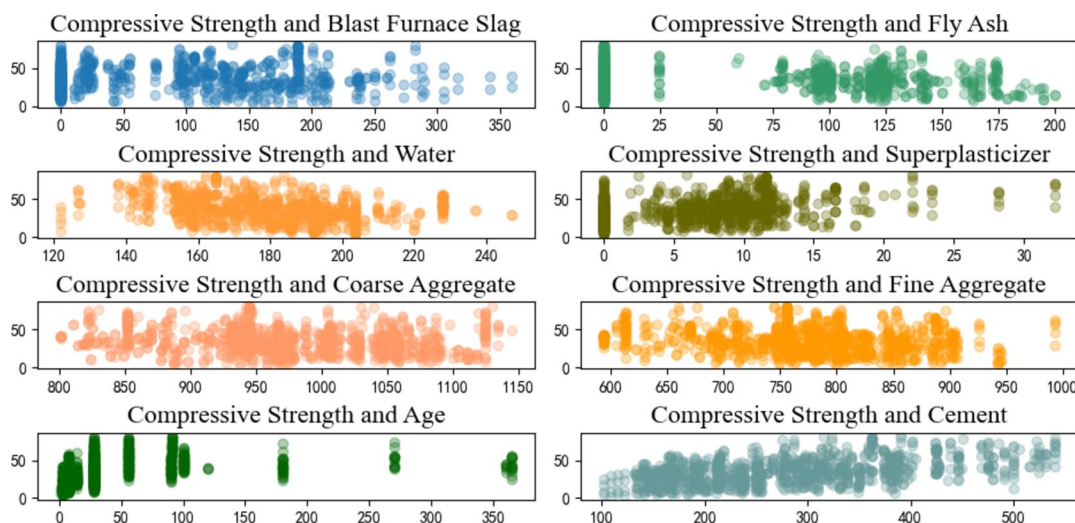 Compressive Strength and Blast Furnace Slag
50
0
0 50 100 150 200 250 300 350
Compressive Strength and Fly Ash
50
0
0 25 50 75 100 125 150 175 200
Compressive Strength and Water
50
0
120 140 160 180 200 220 240
Compressive Strength and Superplasticizer
50
0
0 5 10 15 20 25 30
Compressive Strength and Coarse Aggregate
50
0
800 850 900 950 1000 1050 1100 1150
Compressive Strength and Fine Aggregate
50
0
600 650 700 750 800 850 900 950 1000
Compressive Strength and Age
50
0
0 50 100 150 200 250 300 350
Compressive Strength and Cement
50
0
100 200 300 400 500